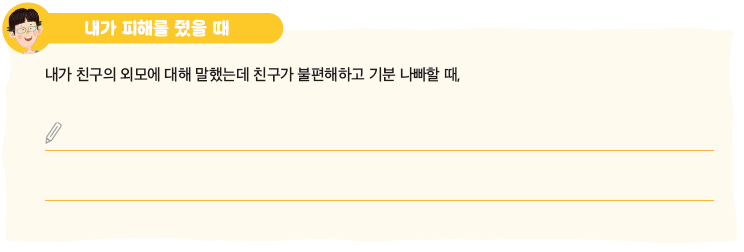 내가 피해를 줬을 때
내가 친구의 외모에 대해 말했는데 친구가 불편해하고 기분 나빠할 때,